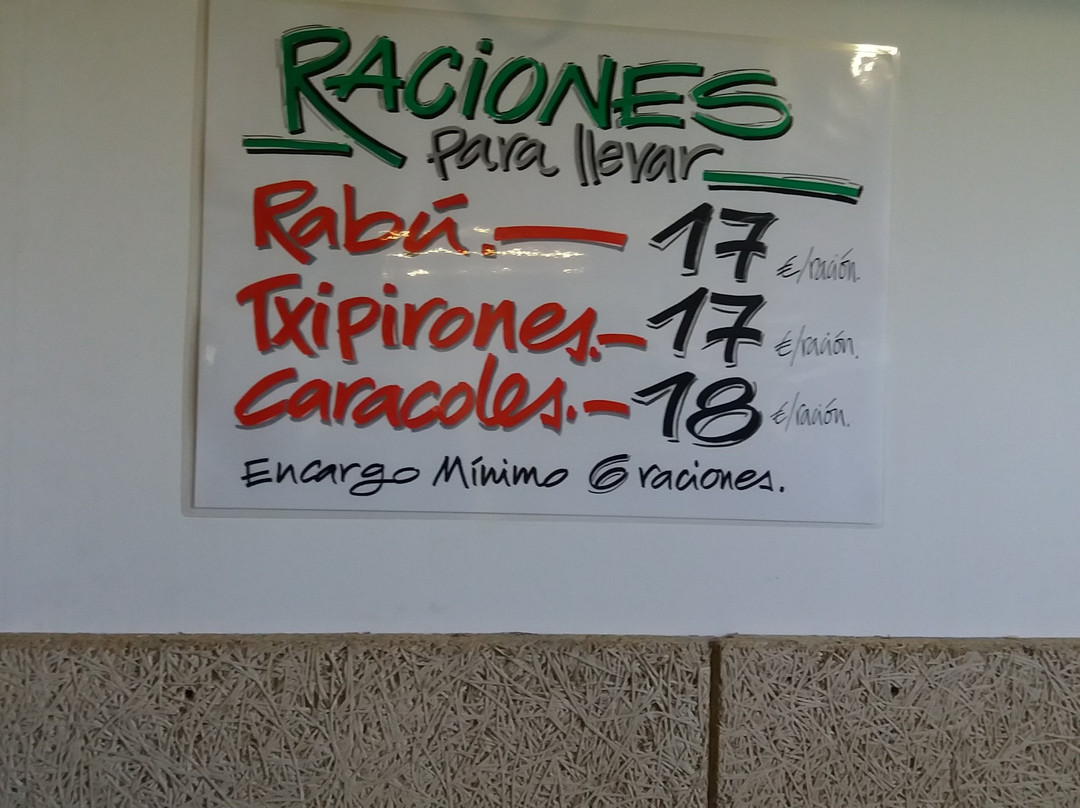 RACIONES
para llevar
Rabú.— 17 €/ración.
Txipirones.— 17 €/ración.
Caracoles.— 18 €/ración.
Encargo Mínimo 6 raciones.